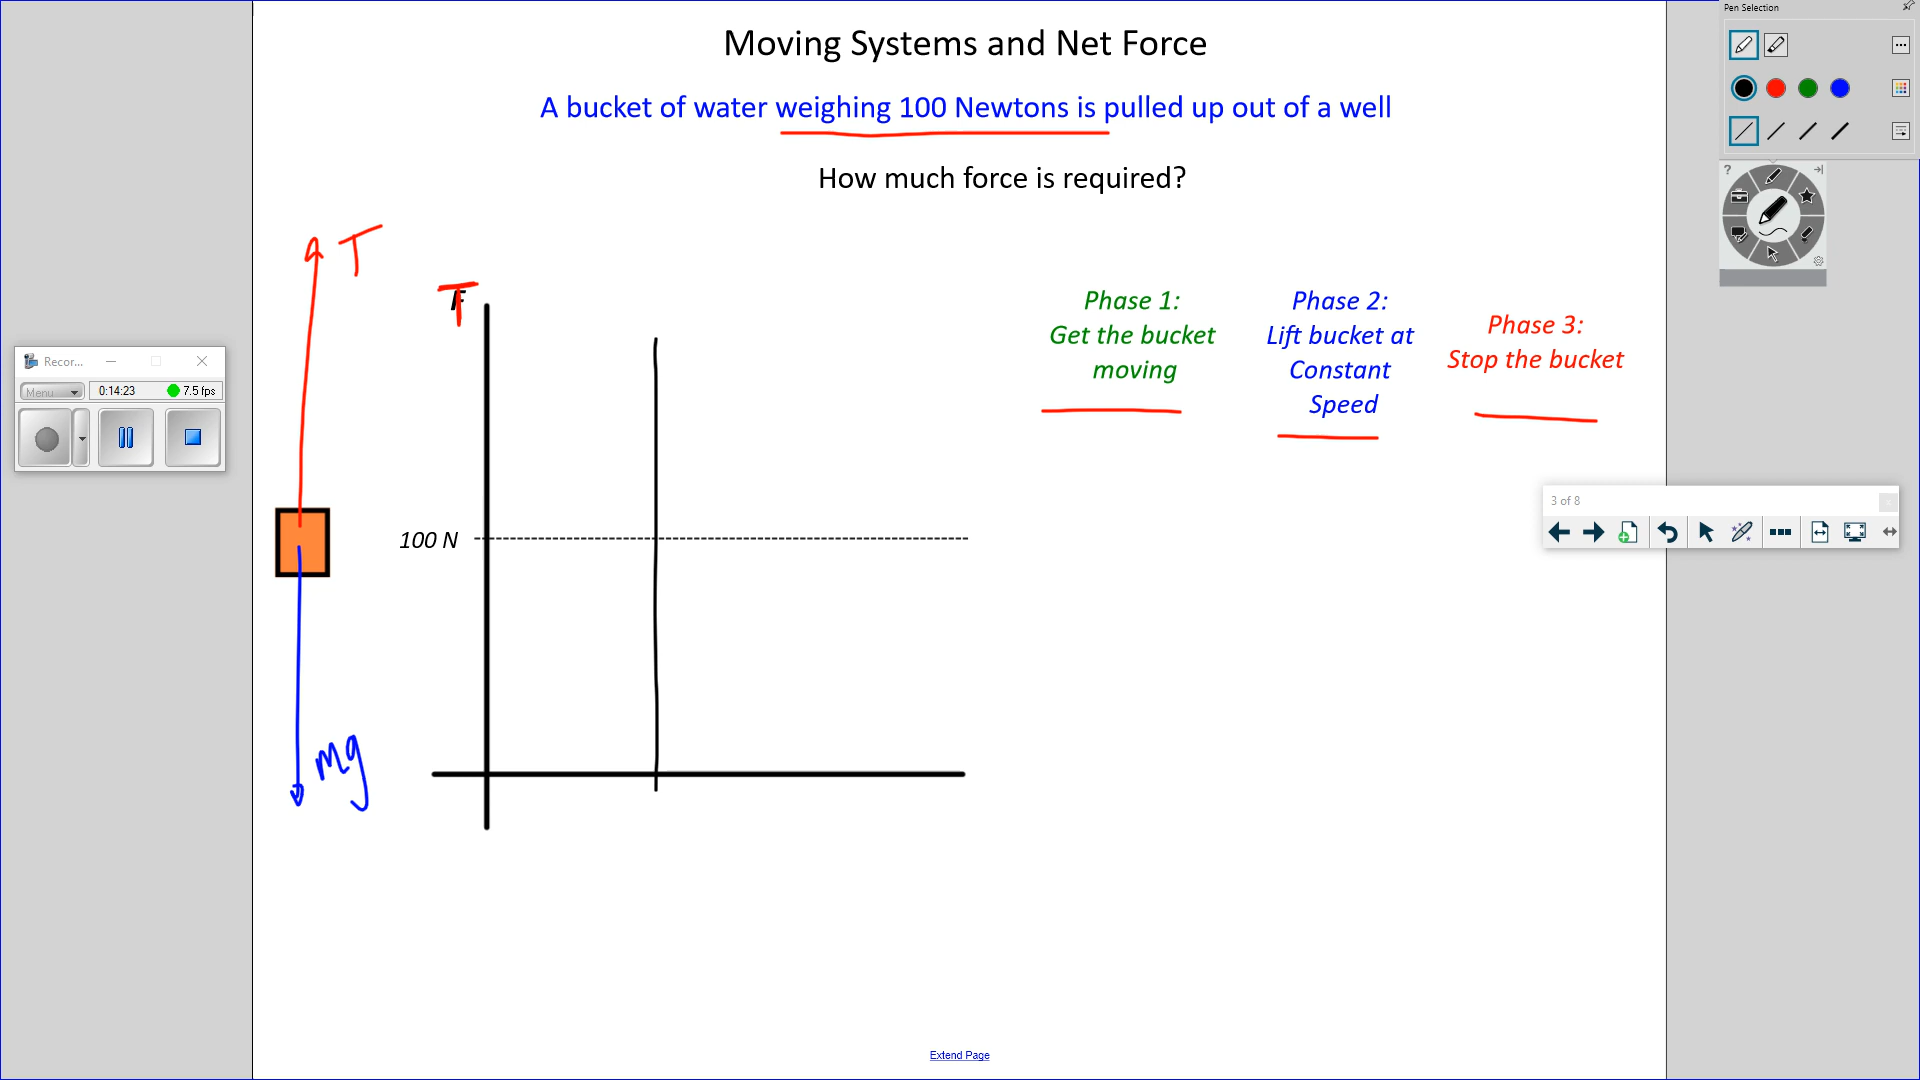 Moving Systems and Net Force
A bucket of water weighing 100 Newtons is pulled up out of a well
How much force is required?
T
T
Phase 1:
Get the bucket
moving
Phase 2:
Lift bucket at
Constant
Speed
Phase 3:
Stop the bucket
100 N
mg
Extend Page
Recor...
Menu
0:14:23
7.5 fps
Pen Selection
?
3 of 8